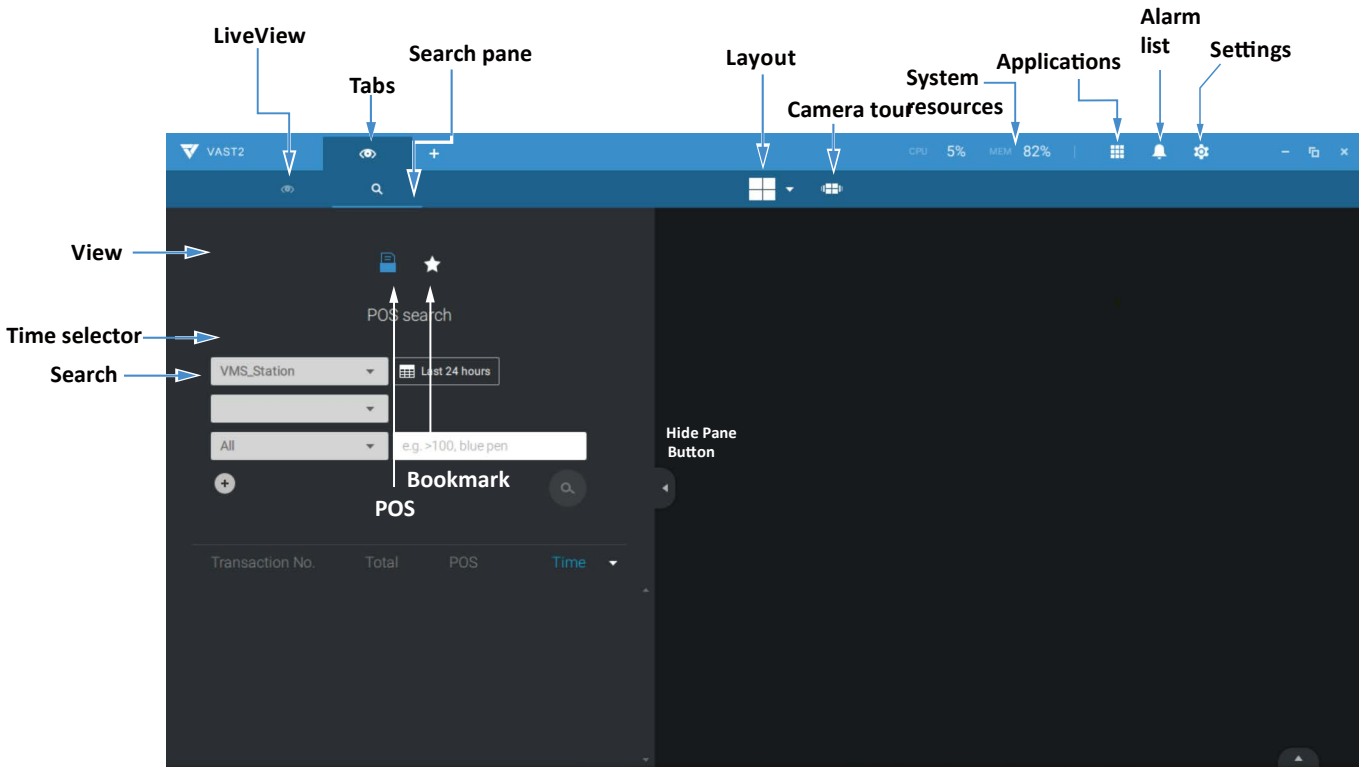 Alarm
list
LiveView
Search pane
Layout
Applications
Settings
Tabs
System
resources
Camera tour
VAST2
+
CPU 5% MEM 82%
View
POS search
Time selector
Search
VMS_Station
Last 24 hours
All
e.g. >100, blue pen
Hide Pane
Button
Bookmark
POS
Transaction No. Total POS Time